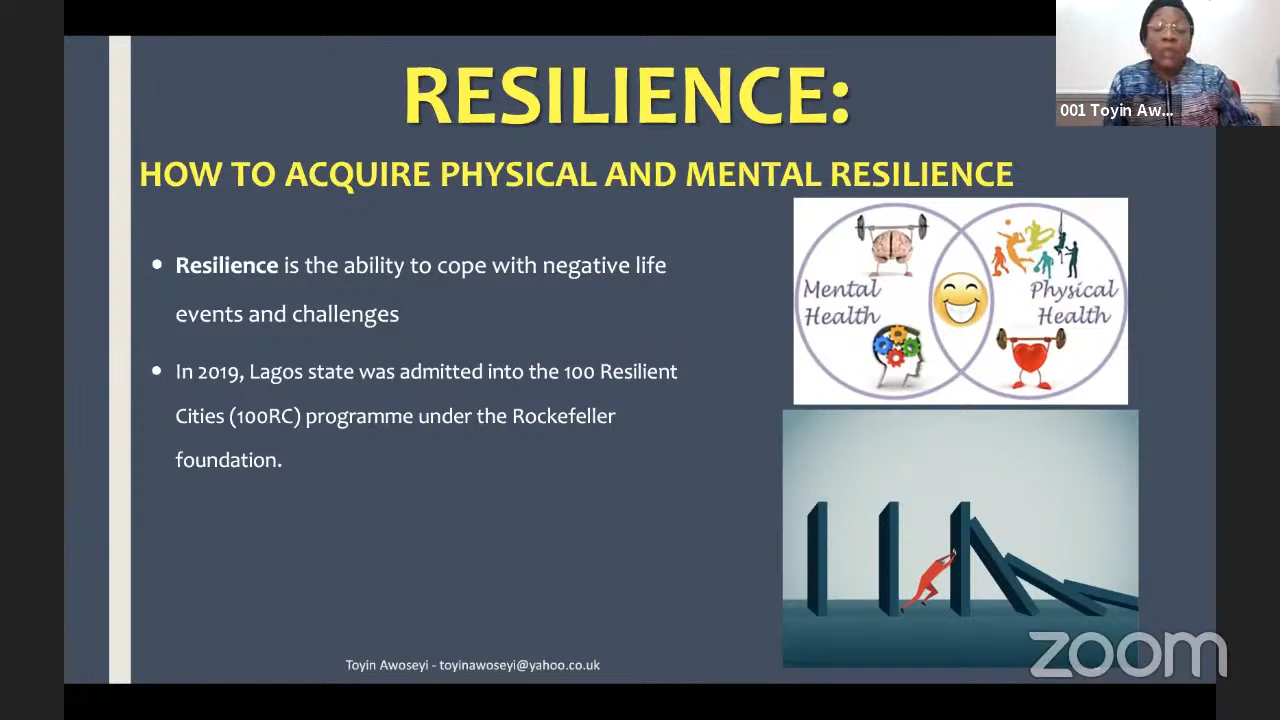 RESILIENCE:
HOW TO ACQUIRE PHYSICAL AND MENTAL RESILIENCE
• Resilience is the ability to cope with negative life
events and challenges
• In 2019, Lagos state was admitted into the 100 Resilient
Cities (100RC) programme under the Rockefeller
foundation.
Mental
Health
Physical
Health
Toyin Awoseyi - toyinawoseyi@yahoo.co.uk
001 Toyin Aw...
zoom